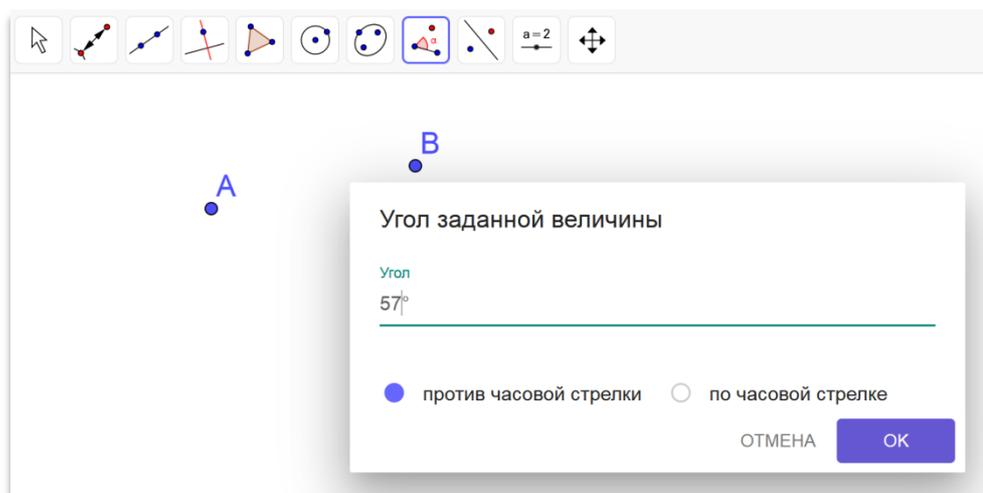 α
a=2
B
A
Угол заданной величины
Угол
57°
против часовой стрелки
по часовой стрелке
ОТМЕНА
OK